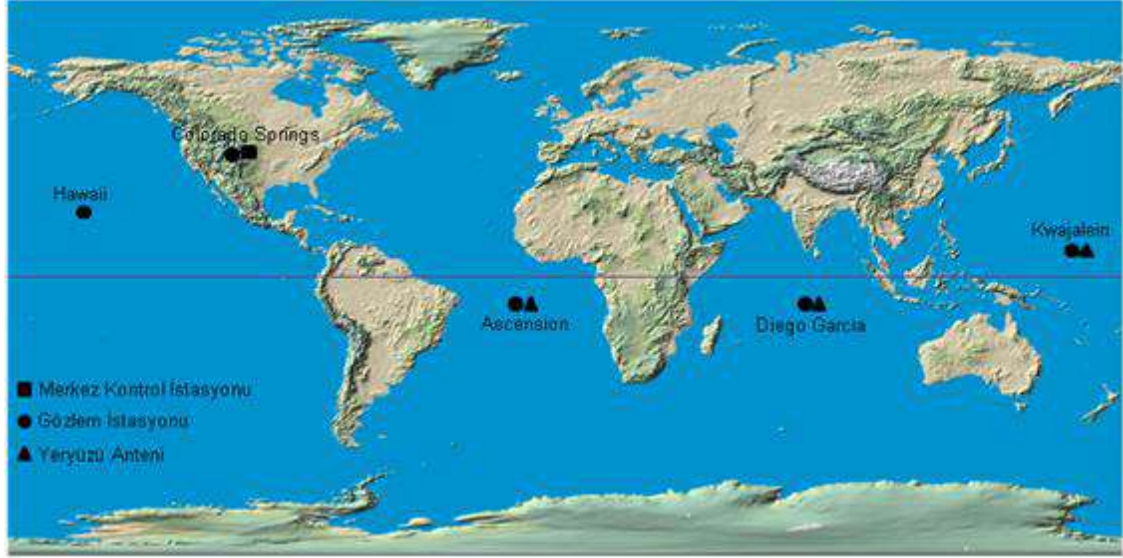 Colorado Springs
Hawaii
Kwajalein
Ascension
Diego Garcia
Merkez Kontrol İstasyonu
Gözlem İstasyonu
Yeryüzü Anteni